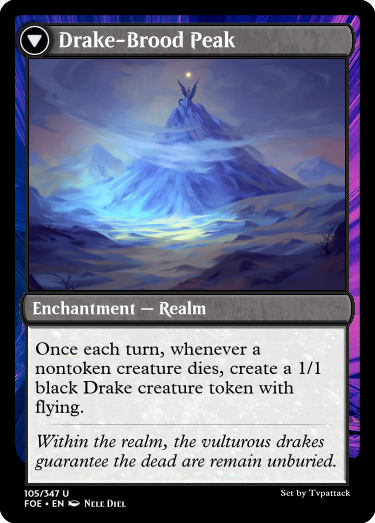 Drake-Brood Peak
Enchantment — Realm
Once each turn, whenever a
nontoken creature dies, create a 1/1
black Drake creature token with
flying.
Within the realm, the vulturous drakes
guarantee the dead are remain unburied.
105/347 U
FOE • EN Nele Diel
Set by Tvpattack